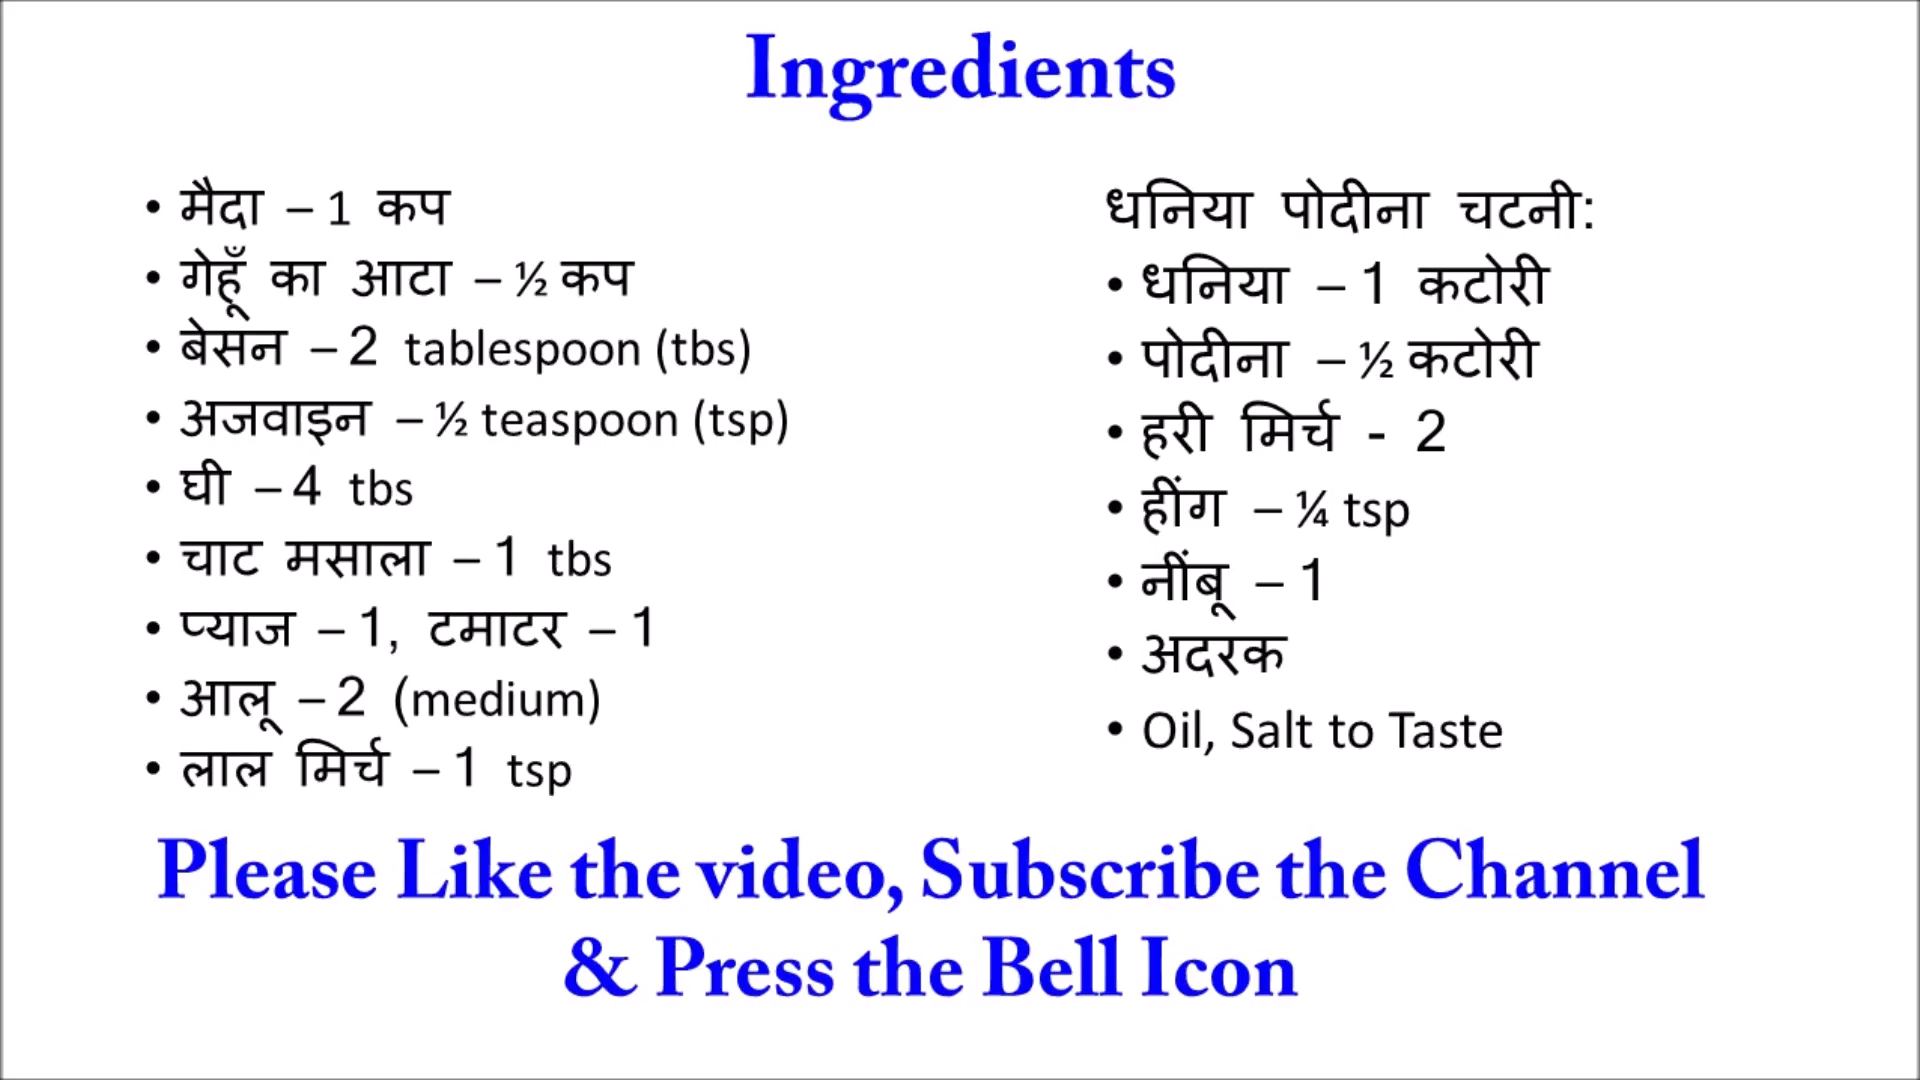 Ingredients
• मैदा – 1 कप
• गेहूँ का आटा – ½ कप
• बेसन – 2 tablespoon (tbs)
• अजवाइन – ½ teaspoon (tsp)
• घी – 4 tbs
• चाट मसाला – 1 tbs
• प्याज – 1, टमाटर – 1
• आलू – 2 (medium)
• लाल मिर्च – 1 tsp
धनिया पोदीना चटनी:
• धनिया – 1 कटोरी
• पोदीना – ½ कटोरी
• हरी मिर्च - 2
• हींग – ¼ tsp
• नींबू – 1
• अदरक
• Oil, Salt to Taste
Please Like the video, Subscribe the Channel
& Press the Bell Icon